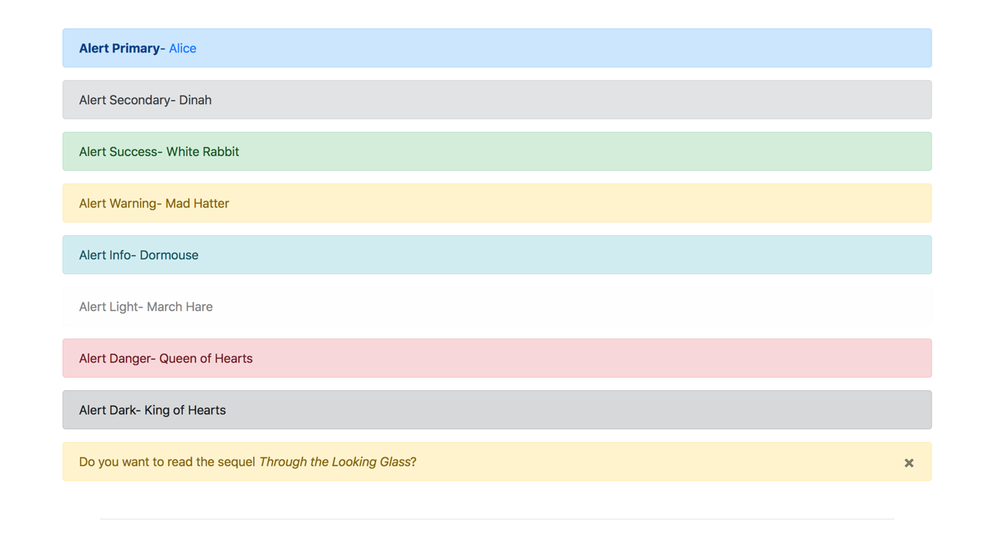 Alert Primary- Alice
Alert Secondary- Dinah
Alert Success- White Rabbit
Alert Warning- Mad Hatter
Alert Info- Dormouse
Alert Light- March Hare
Alert Danger- Queen of Hearts
Alert Dark- King of Hearts
Do you want to read the sequel Through the Looking Glass? ×